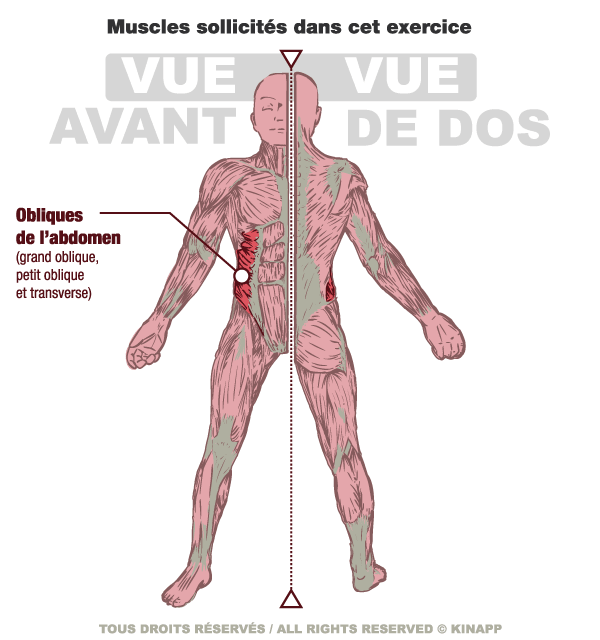 Muscles sollicités dans cet exercice
VUE
AVANT
VUE
DE DOS
Obliques
de l'abdomen
(grand oblique,
petit oblique
et transverse)
TOUS DROITS RÉSERVÉS / ALL RIGHTS RESERVED © KINAPP